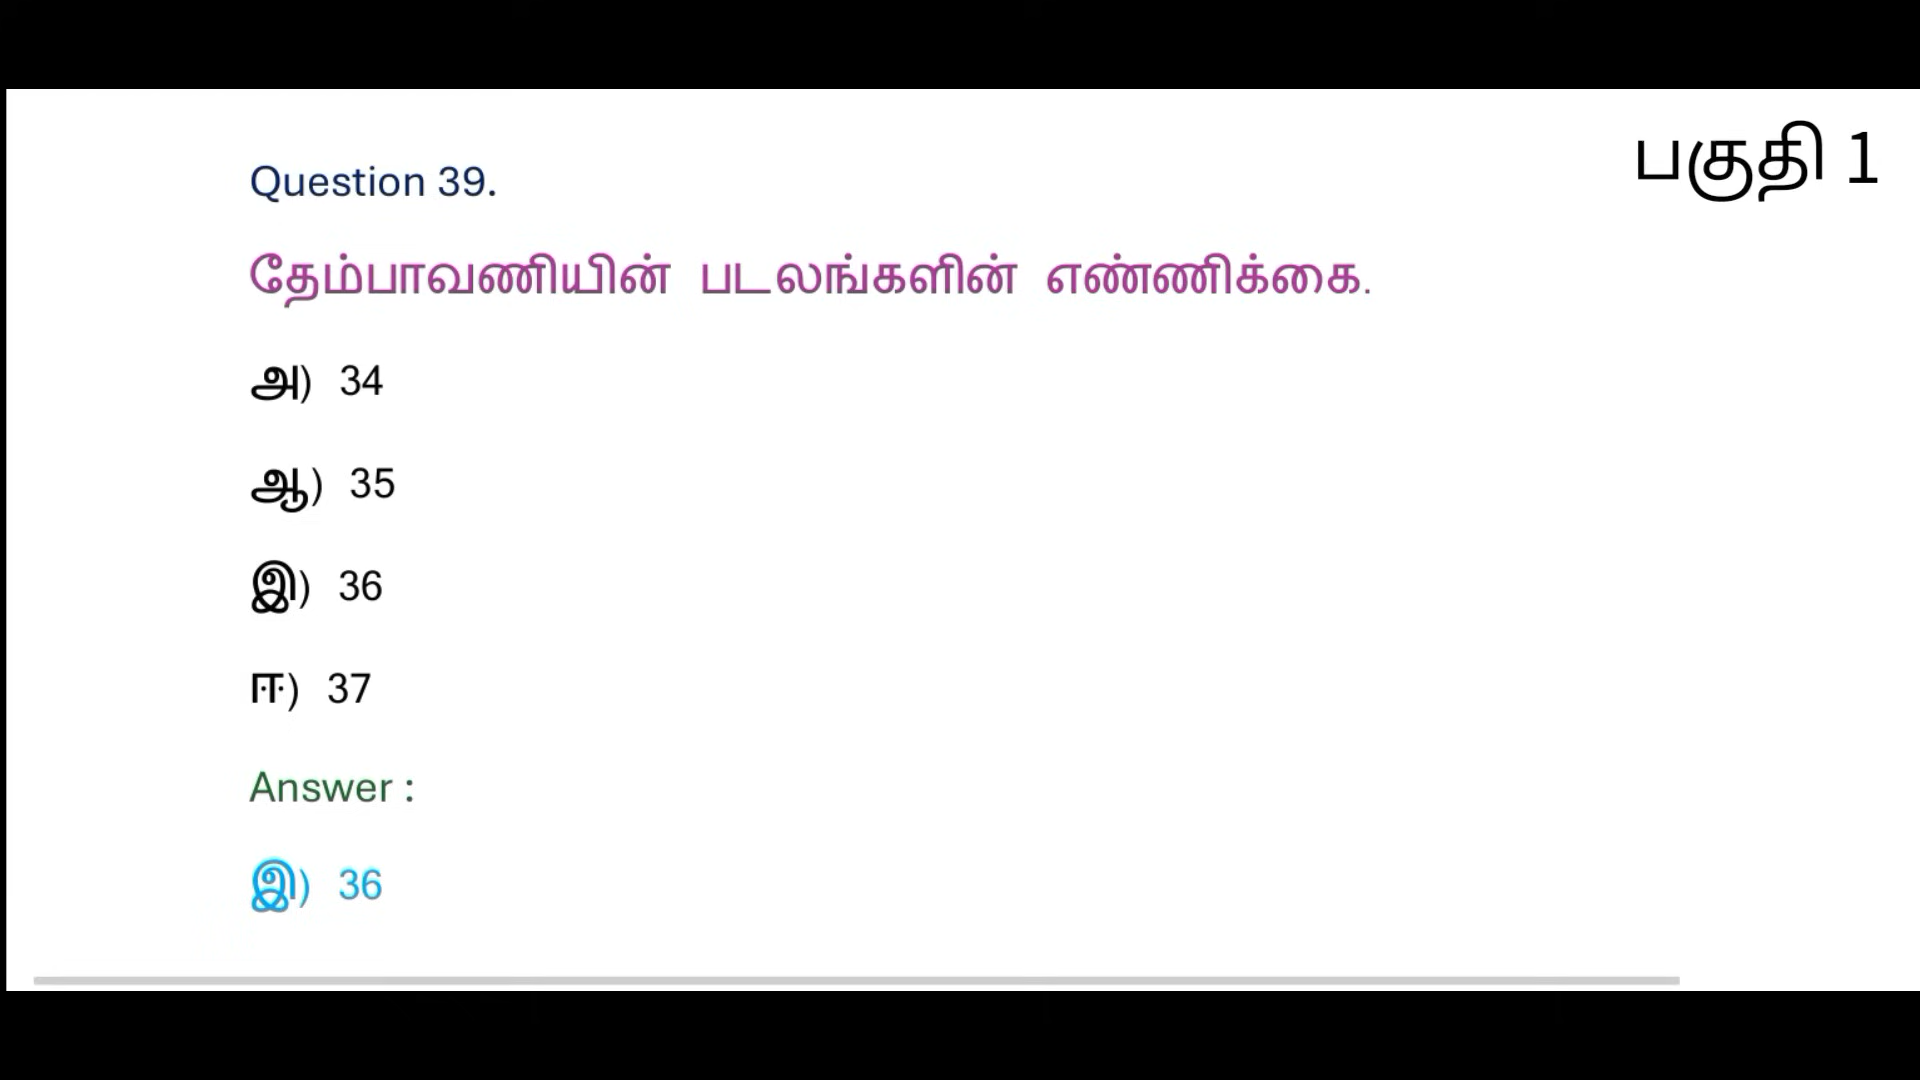 பகுதி 1
Question 39.
தேம்பாவணியின் படலங்களின் எண்ணிக்கை.
அ) 34
ஆ) 35
இ) 36
ஈ) 37
Answer :
இ) 36